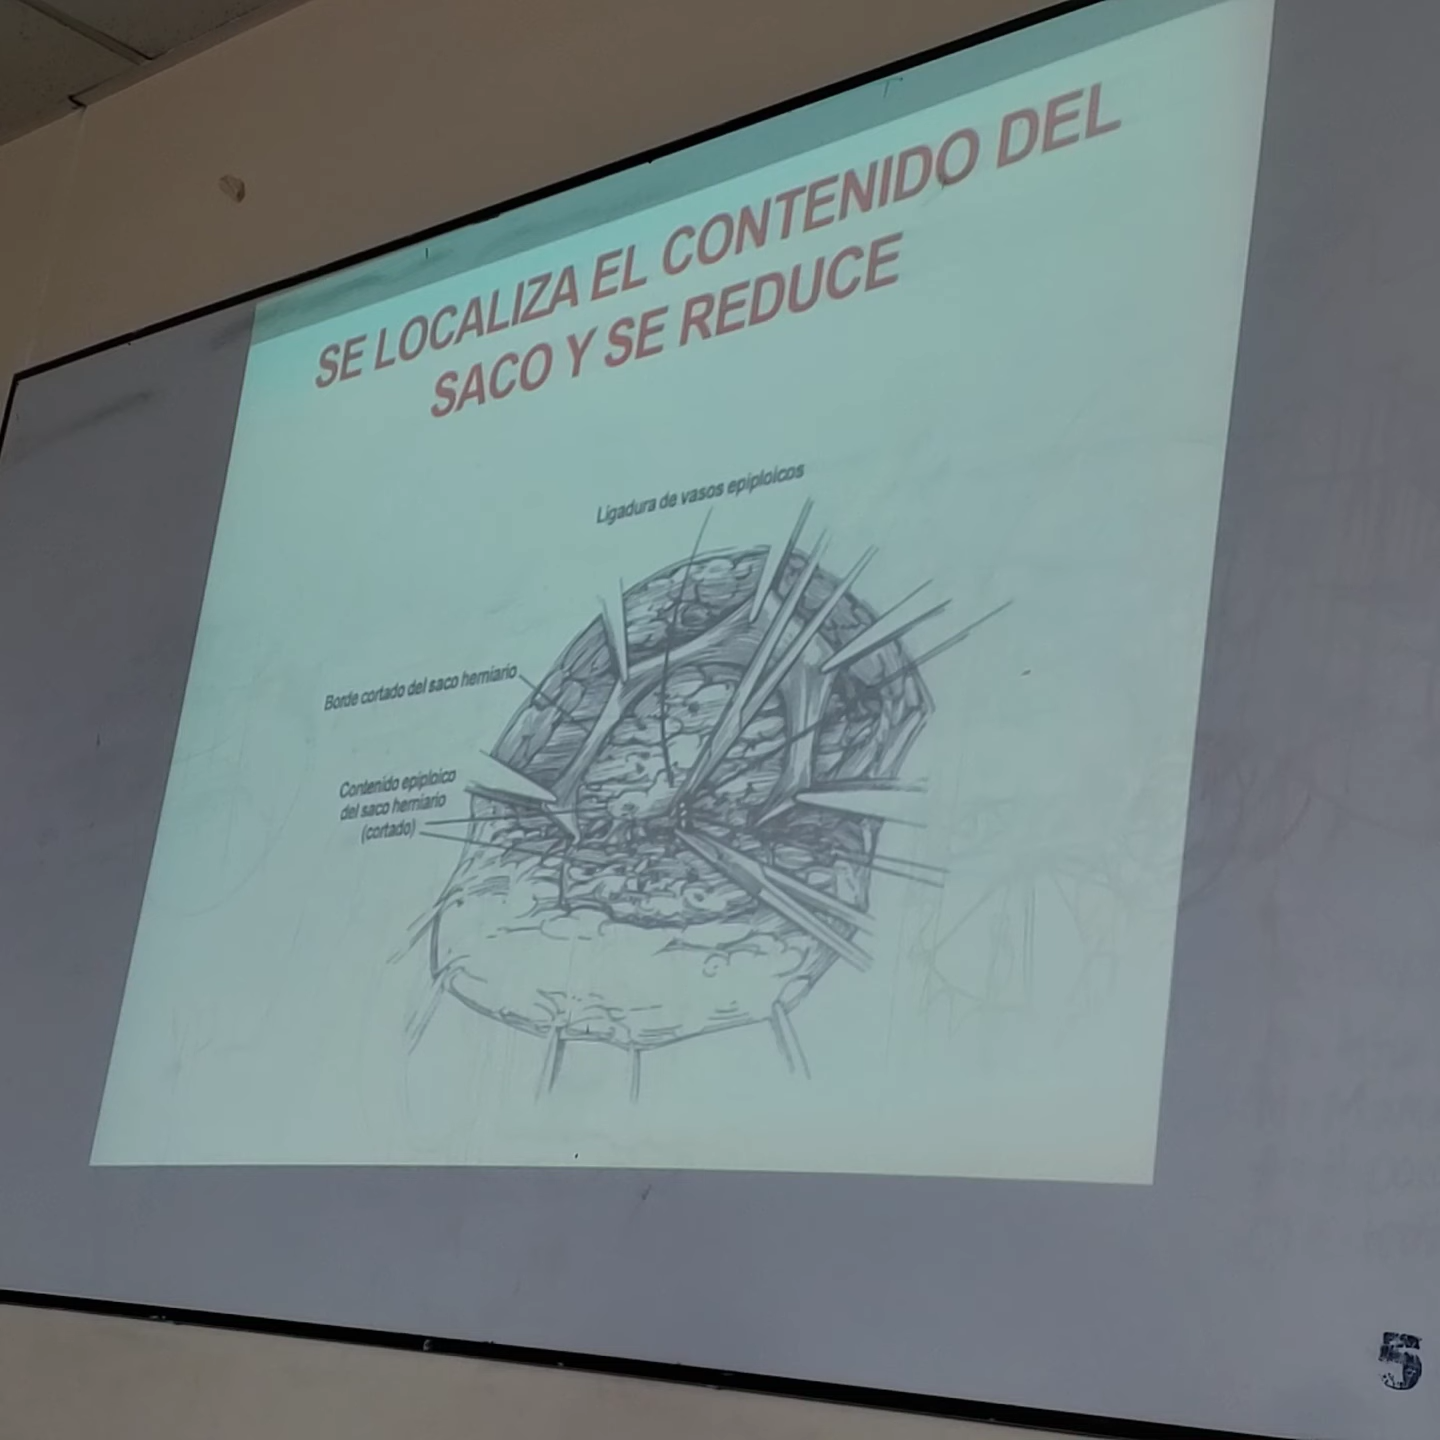 SE LOCALIZA EL CONTENIDO DEL
SACO Y SE REDUCE
Ligadura de vasos epiploicos
Borde cortado del saco herniario
Contenido epiploico
del saco herniario
(cortado)
5